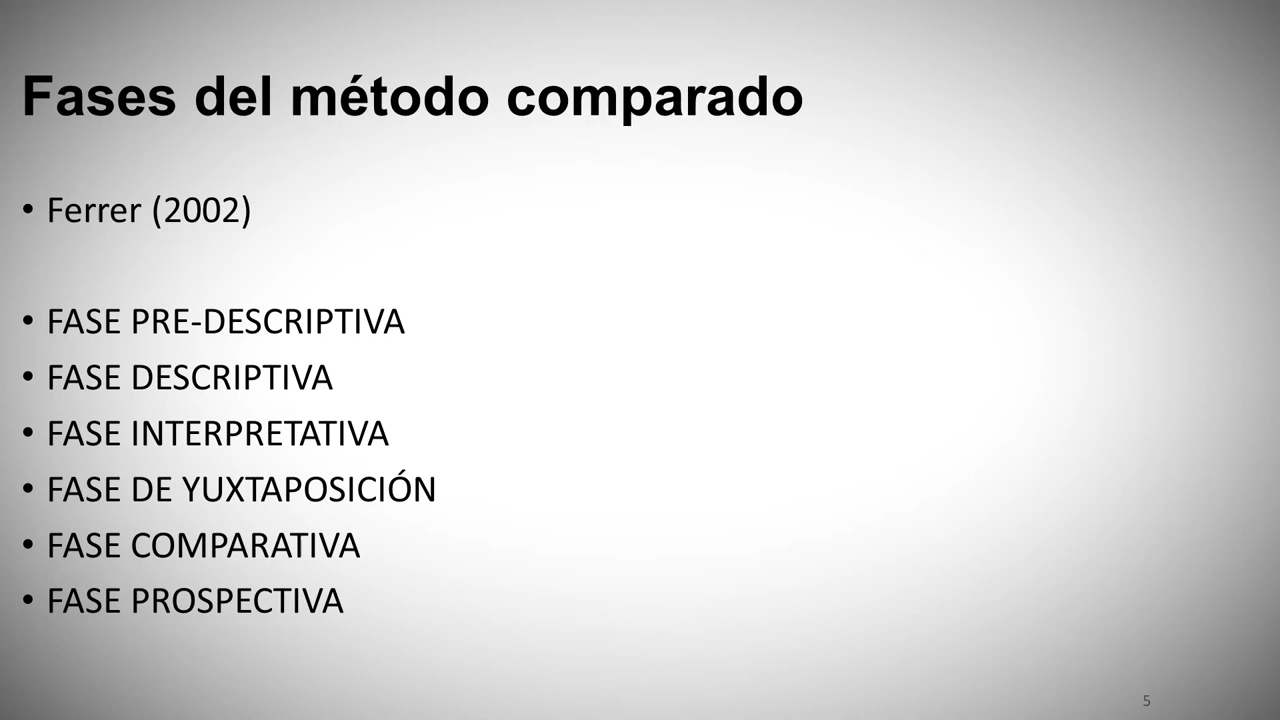 Fases del método comparado
• Ferrer (2002)
• FASE PRE-DESCRIPTIVA
• FASE DESCRIPTIVA
• FASE INTERPRETATIVA
• FASE DE YUXTAPOSICIÓN
• FASE COMPARATIVA
• FASE PROSPECTIVA
5